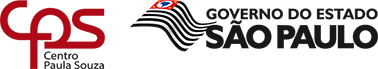 cps
Centro
Paula Souza
GOVERNO DO ESTADO
SÃO PAULO